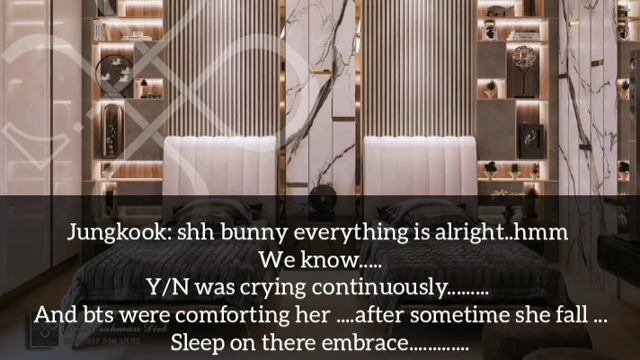 Jungkook: shh bunny everything is alright..hmm
We know.....
Y/N was crying continuously.........
And bts were comforting her ....after sometime she fall ...
Sleep on there embrace.............